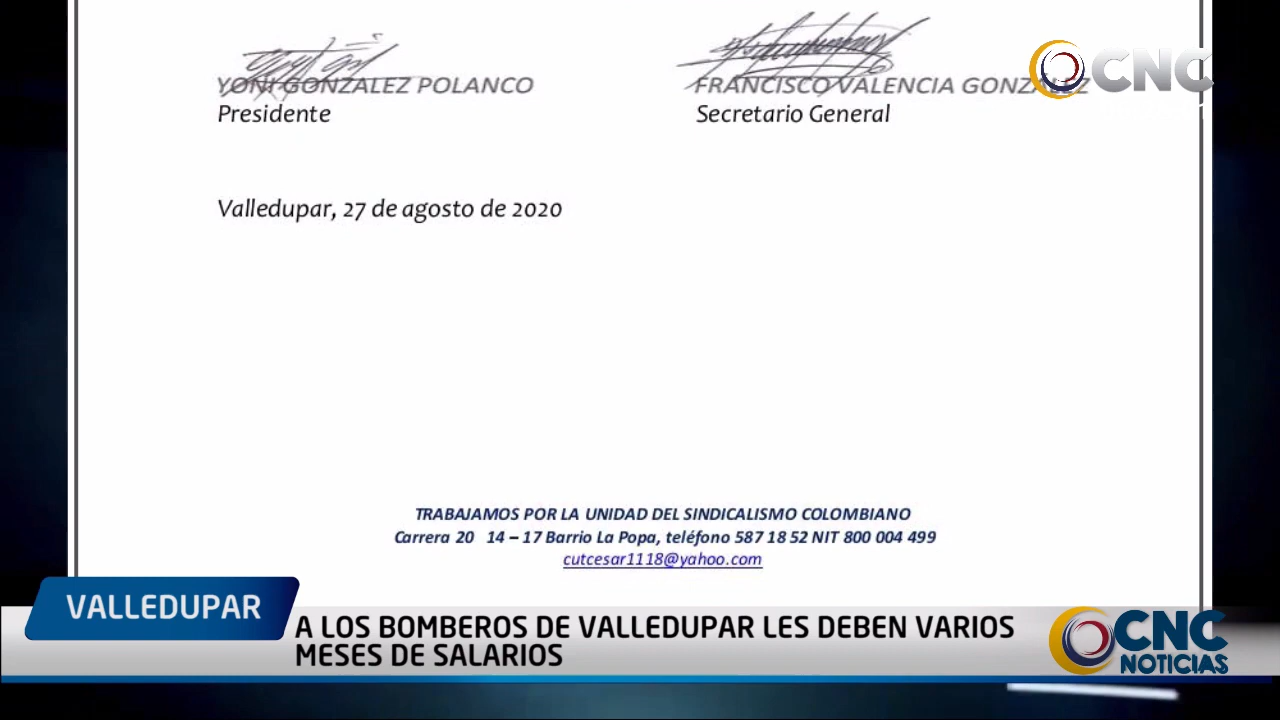 YONI GONZALEZ POLANCO
Presidente
FRANCISCO VALENCIA GONZALEZ
Secretario General
CNC
Valledupar, 27 de agosto de 2020
TRABAJAMOS POR LA UNIDAD DEL SINDICALISMO COLOMBIANO
Carrera 20 14 – 17 Barrio La Popa, teléfono 587 18 52 NIT 800 004 499
cutcesar1118@yahoo.com
VALLEDUPAR
A LOS BOMBEROS DE VALLEDUPAR LES DEBEN VARIOS
MESES DE SALARIOS
CNC
NOTICIAS